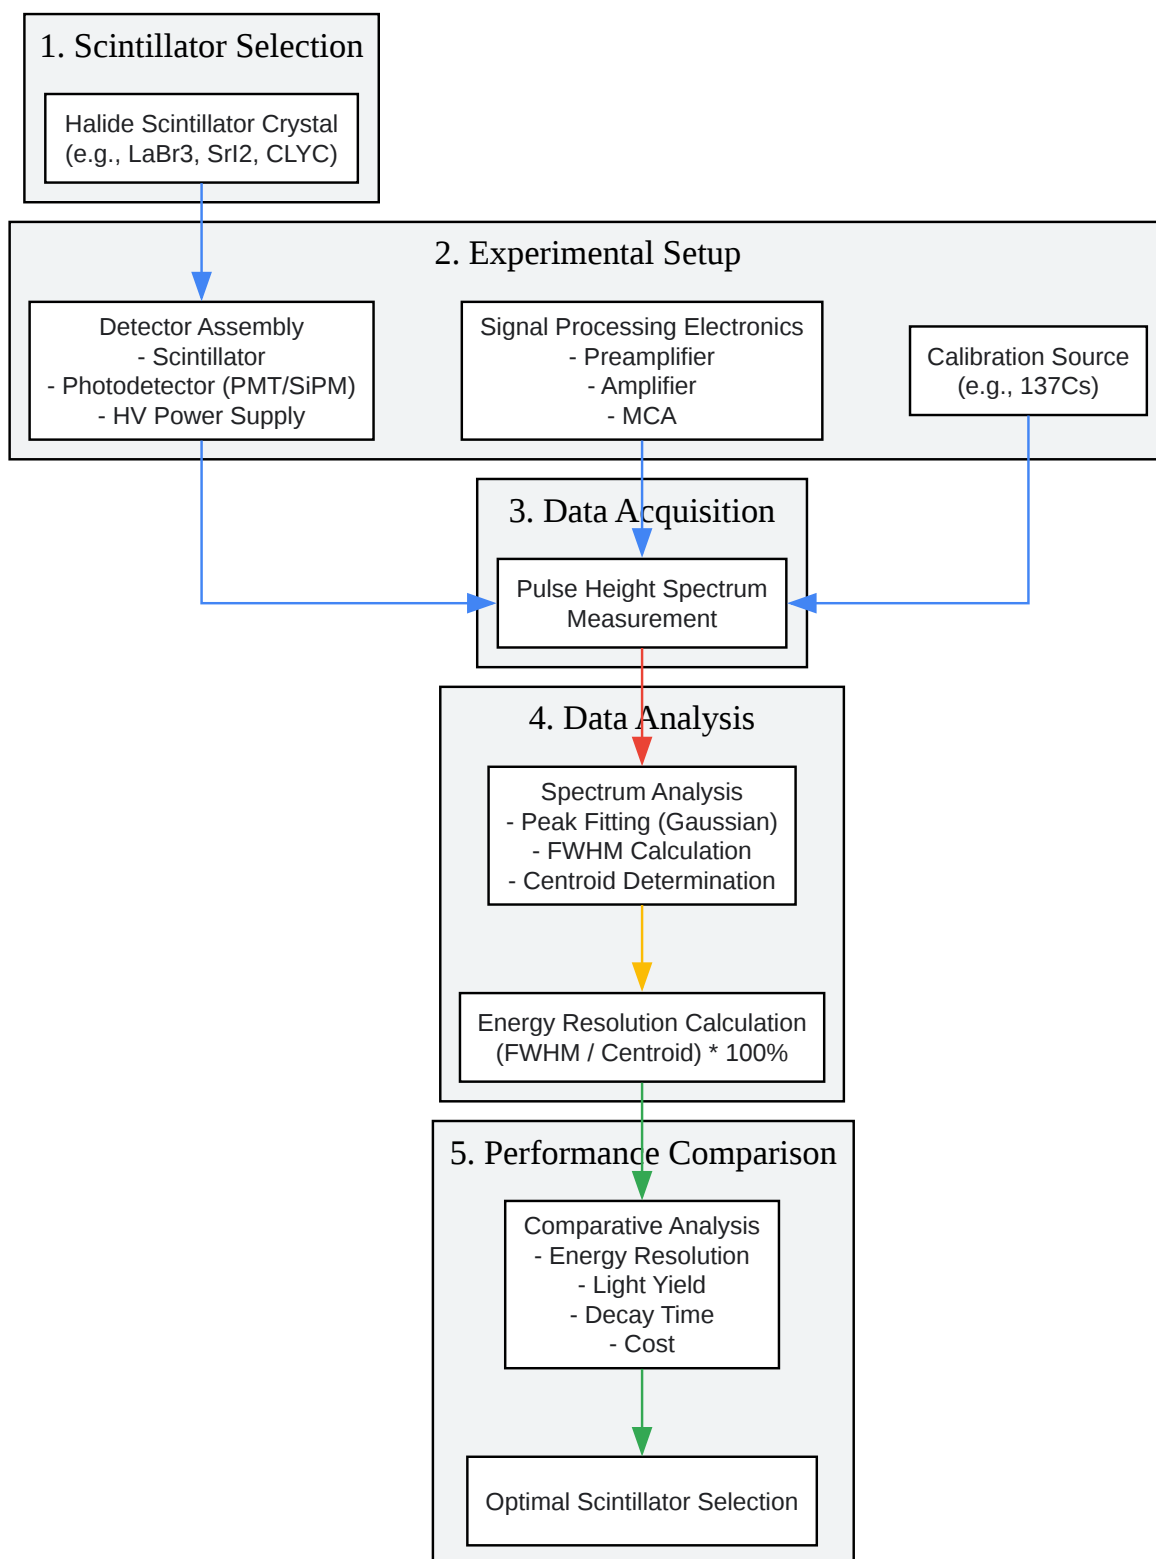 1. Scintillator Selection
Halide Scintillator Crystal
(e.g., LaBr3, SrI2, CLYC)
2. Experimental Setup
Detector Assembly
- Scintillator
- Photodetector (PMT/SiPM)
- HV Power Supply
Signal Processing Electronics
- Preamplifier
- Amplifier
- MCA
Calibration Source
(e.g., 137Cs)
3. Data Acquisition
Pulse Height Spectrum
Measurement
4. Data Analysis
Spectrum Analysis
- Peak Fitting (Gaussian)
- FWHM Calculation
- Centroid Determination
Energy Resolution Calculation
(FWHM / Centroid) * 100%
5. Performance Comparison
Comparative Analysis
- Energy Resolution
- Light Yield
- Decay Time
- Cost
Optimal Scintillator Selection